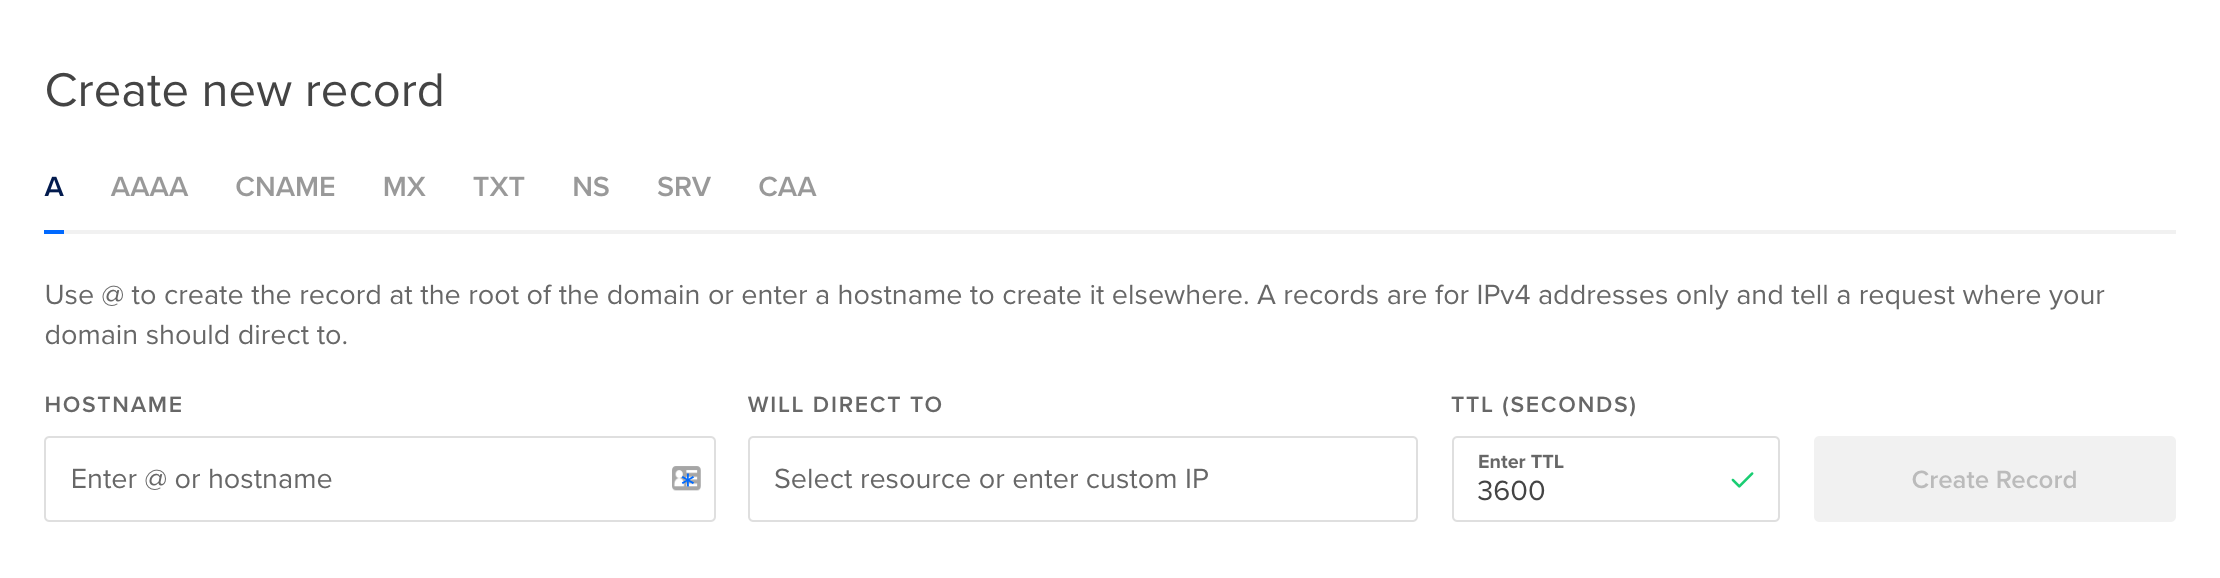 Create new record
A AAAA CNAME MX TXT NS SRV CAA
Use @ to create the record at the root of the domain or enter a hostname to create it elsewhere. A records are for IPv4 addresses only and tell a request where your
domain should direct to.
HOSTNAME WILL DIRECT TO TTL (SECONDS)
Enter @ or hostname Select resource or enter custom IP Enter TTL
3600 Create Record